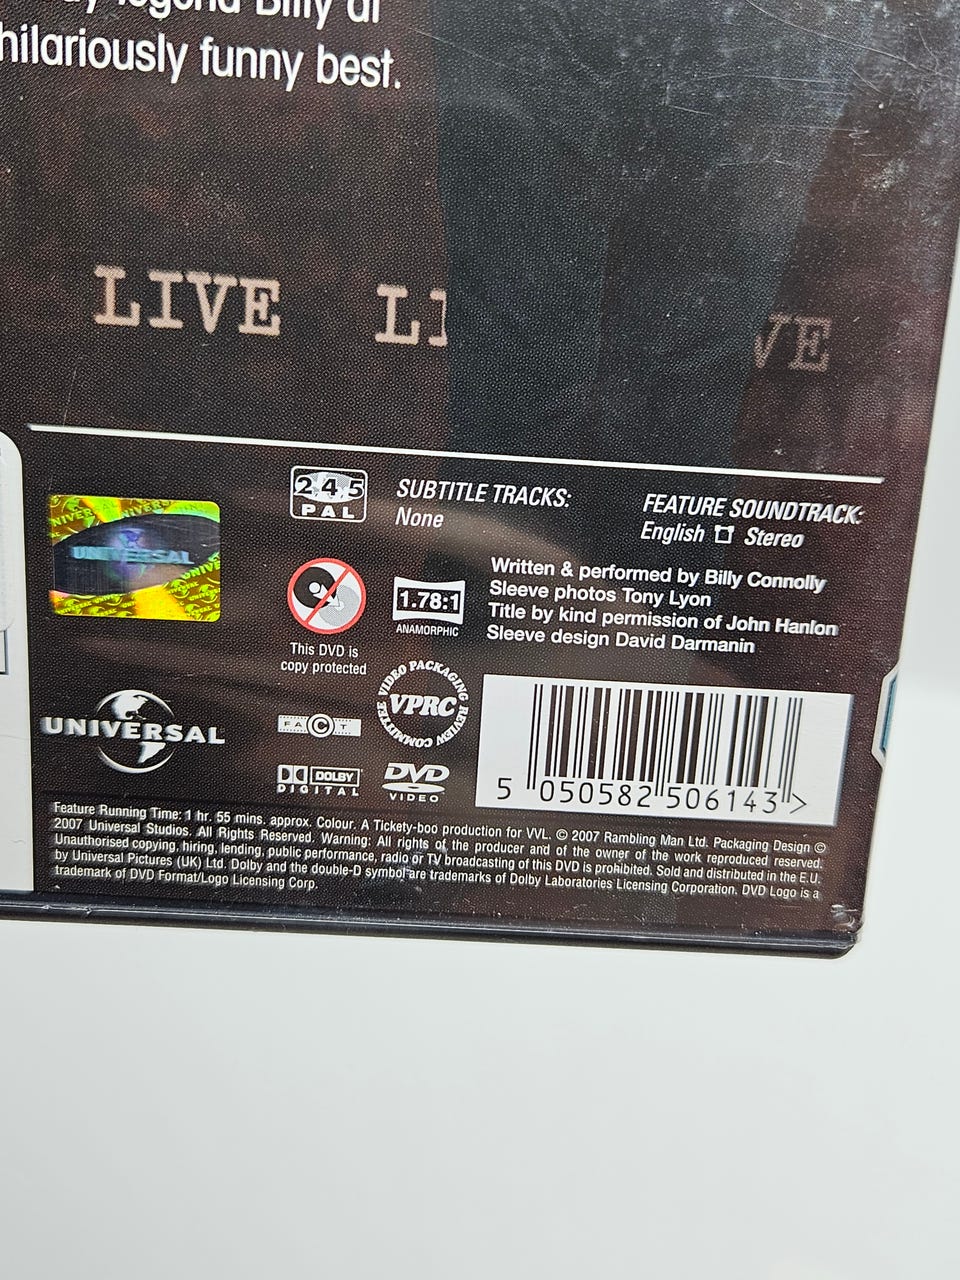 legend Billy at
hilariously funny best.
LIVE LI VE
2 4 5
PAL
SUBTITLE TRACKS:
None
FEATURE SOUNDTRACK:
English Stereo
UNIVERSAL
This DVD is
copy protected
1.78:1
ANAMORPHIC
Written & performed by Billy Connolly
Sleeve photos Tony Lyon
Title by kind permission of John Hanlon
Sleeve design David Darmanin
UNIVERSAL
FACT
VIDEO PACKAGING REVIEW COMMITTEE
VPRC
DOLBY
DIGITAL
DVD
VIDEO
5 050582 506143 >
Feature Running Time: 1 hr. 55 mins. approx. Colour. A Tickety-boo production for VVL. © 2007 Rambling Man Ltd. Packaging Design ©
2007 Universal Studios. All Rights Reserved. Warning: All rights of the producer and of the owner of the work reproduced reserved.
Unauthorised copying, hiring, lending, public performance, radio or TV broadcasting of this DVD is prohibited. Sold and distributed in the E.U.
by Universal Pictures (UK) Ltd. Dolby and the double-D symbol are trademarks of Dolby Laboratories Licensing Corporation. DVD Logo is a
trademark of DVD Format/Logo Licensing Corp.